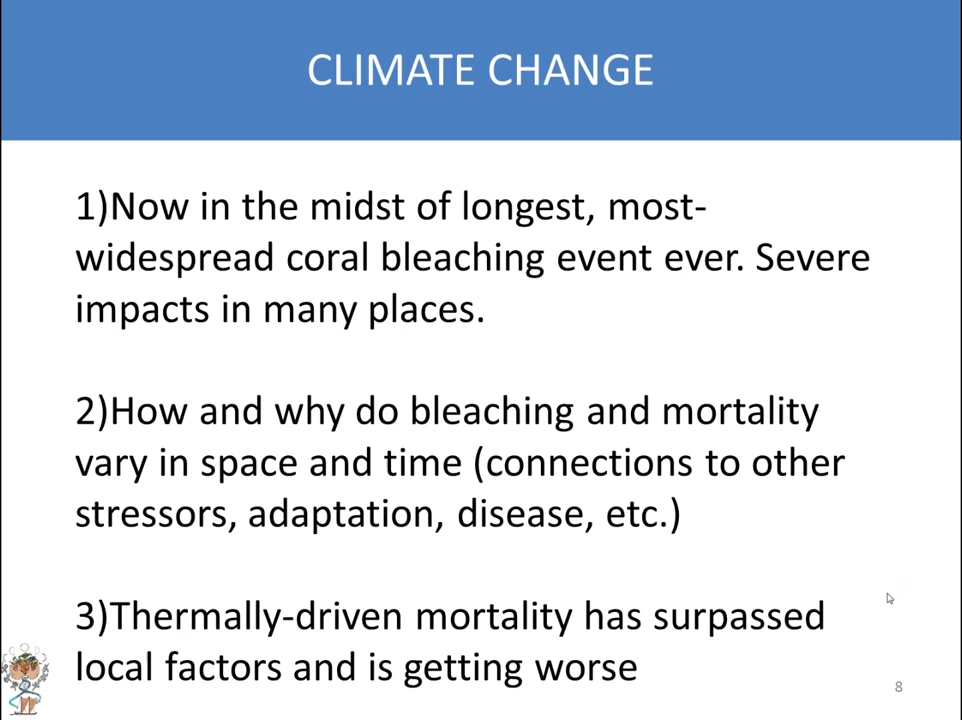 CLIMATE CHANGE
1)Now in the midst of longest, most-
widespread coral bleaching event ever. Severe
impacts in many places.
2)How and why do bleaching and mortality
vary in space and time (connections to other
stressors, adaptation, disease, etc.)
3)Thermally-driven mortality has surpassed
local factors and is getting worse
8